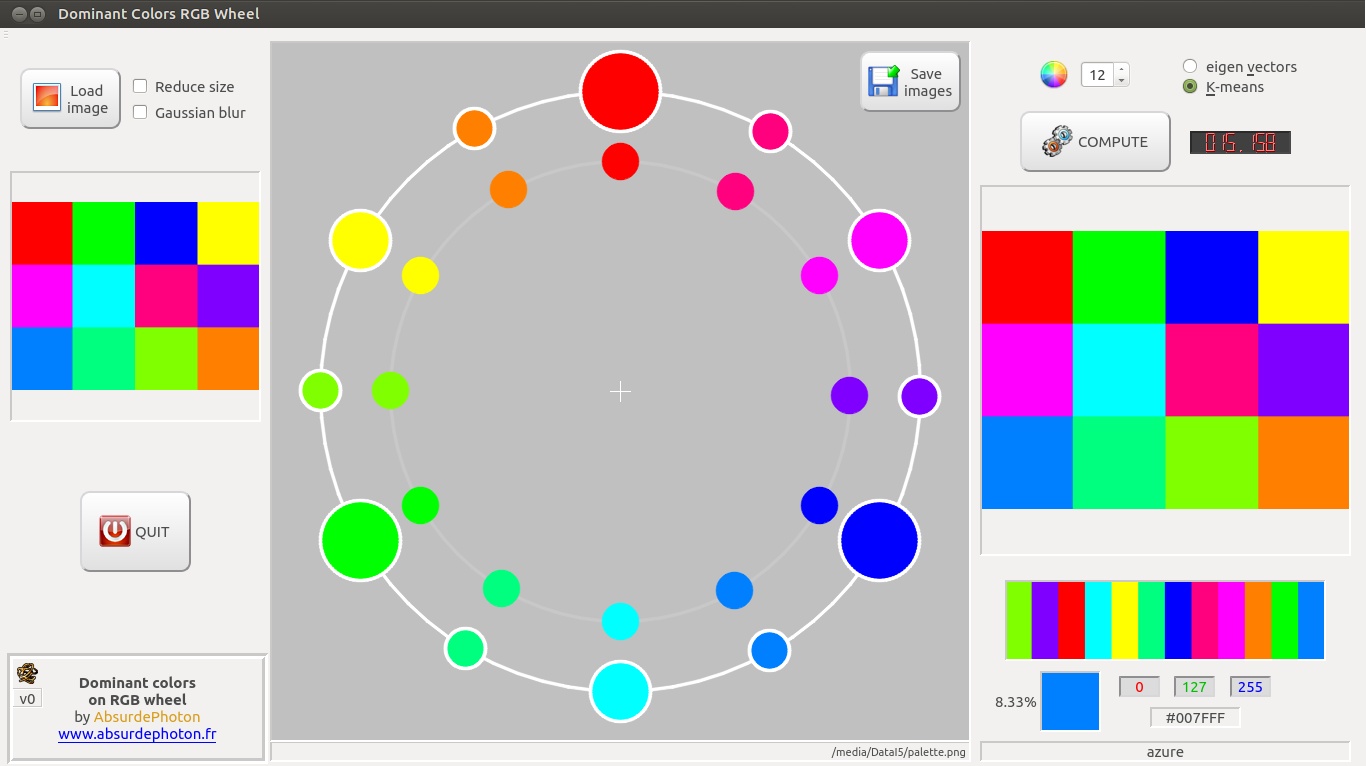 Dominant Colors RGB Wheel
Load
image
Reduce size
Gaussian blur
Save
images
12
eigen vectors
K-means
COMPUTE
015.158
QUIT
v0
Dominant colors
on RGB wheel
by AbsurdePhoton
www.absurdephoton.fr
/media/DataI5/palette.png
8.33%
0
127
255
#007FFF
azure